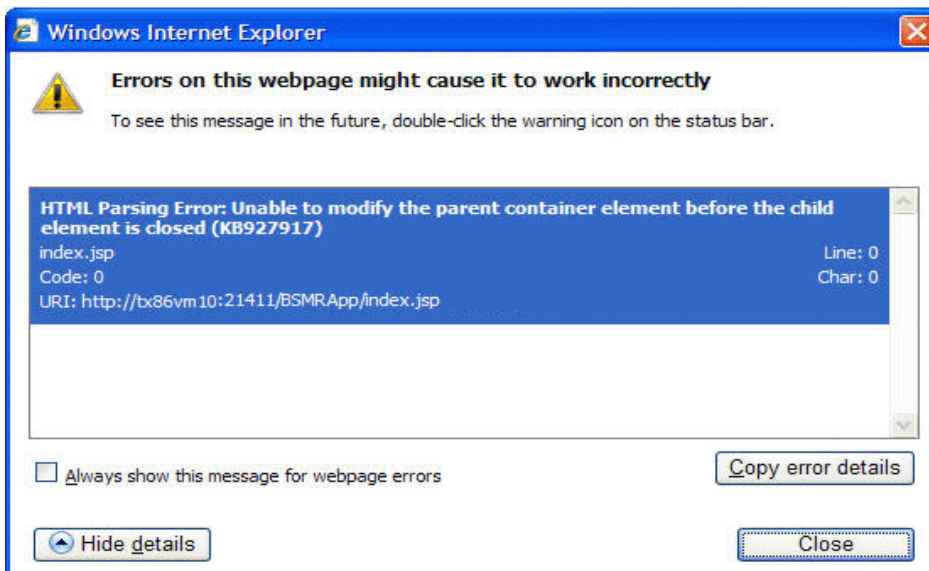 Windows Internet Explorer
Errors on this webpage might cause it to work incorrectly
To see this message in the future, double-click the warning icon on the status bar.
HTML Parsing Error: Unable to modify the parent container element before the child
element is closed (KB927917)
index.jsp Line: 0
Code: 0 Char: 0
URI: http://tx86vm10:21411/BSMRApp/index.jsp
Always show this message for webpage errors
Copy error details
Hide details
Close